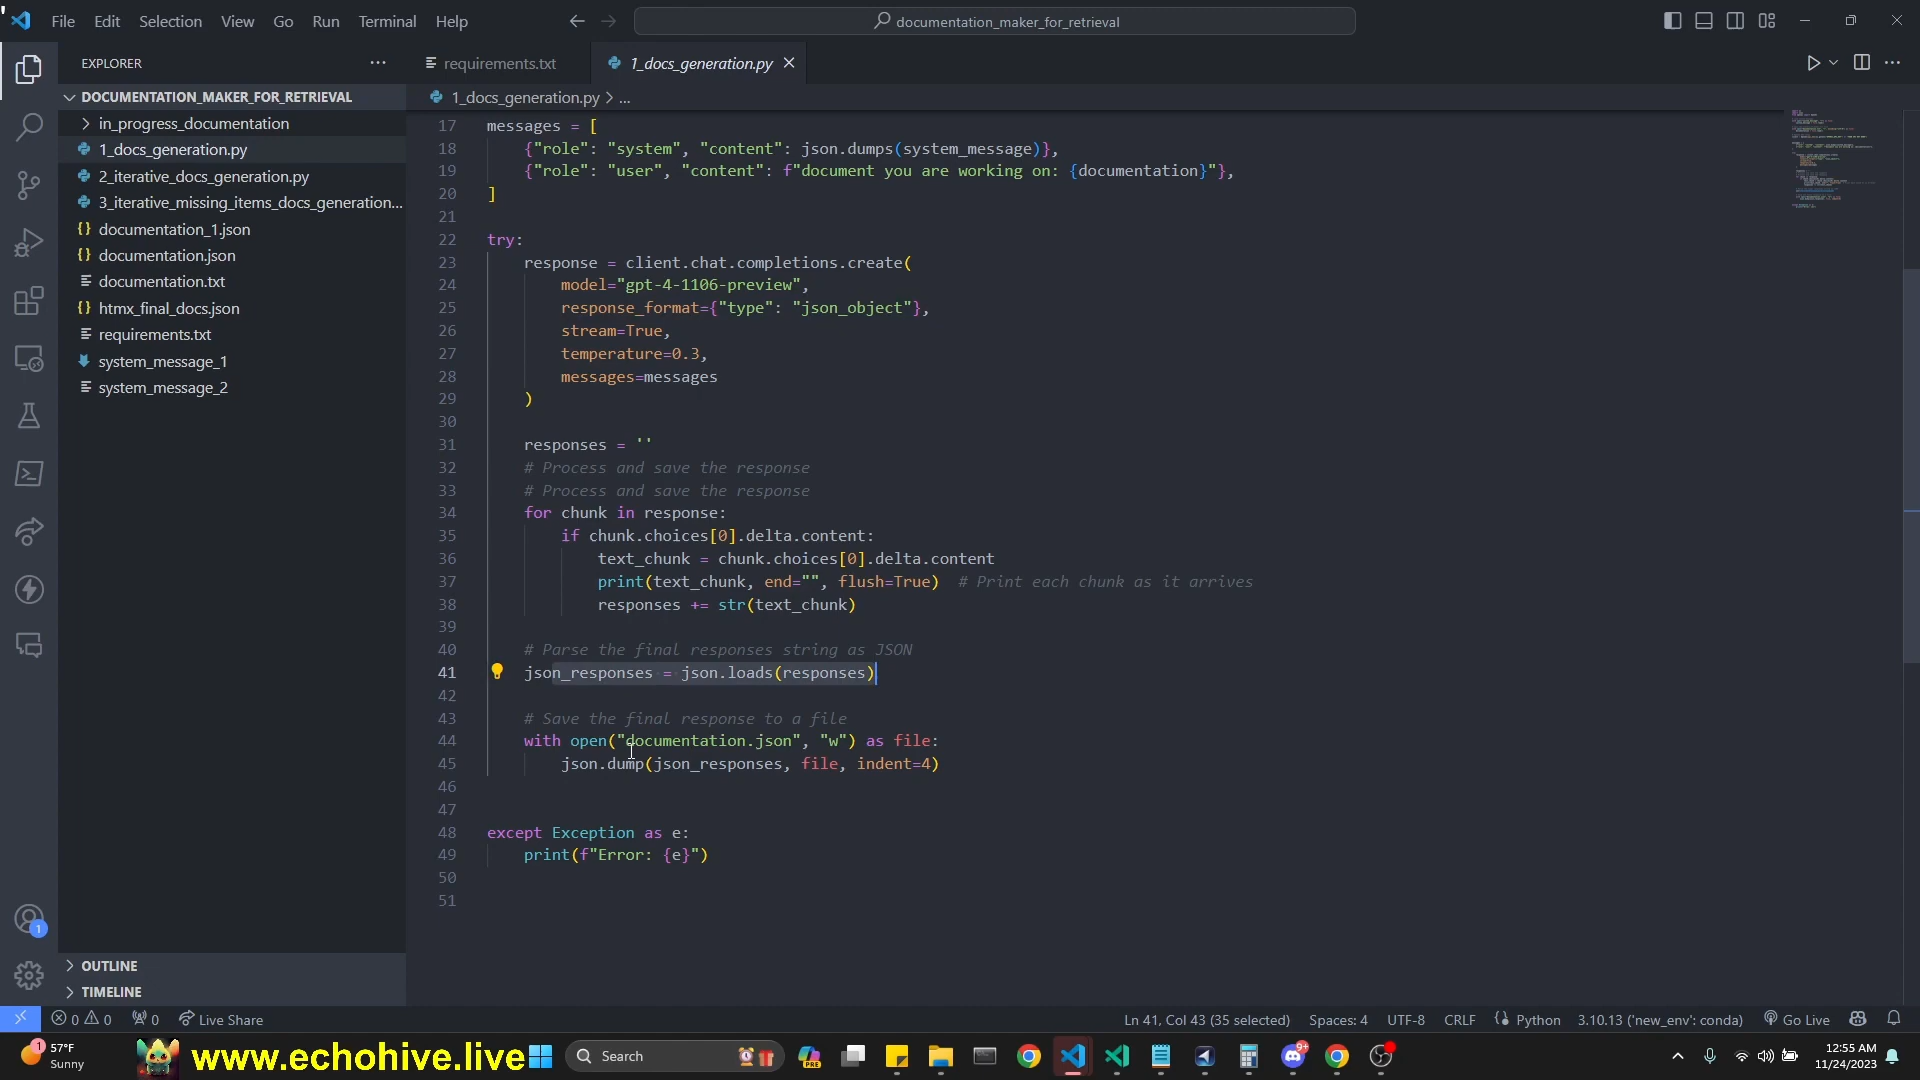 File Edit Selection View Go Run Terminal Help
documentation_maker_for_retrieval
EXPLORER
requirements.txt
1_docs_generation.py
DOCUMENTATION_MAKER_FOR_RETRIEVAL
1_docs_generation.py > ...
in_progress_documentation
1_docs_generation.py
2_iterative_docs_generation.py
3_iterative_missing_items_docs_generation...
documentation_1.json
documentation.json
documentation.txt
htmx_final_docs.json
requirements.txt
system_message_1
system_message_2
17 messages = [
18 {"role": "system", "content": json.dumps(system_message)},
19 {"role": "user", "content": f"document you are working on: {documentation}"},
20 ]
21
22 try:
23 response = client.chat.completions.create(
24 model="gpt-4-1106-preview",
25 response_format={"type": "json_object"},
26 stream=True,
27 temperature=0.3,
28 messages=messages
29 )
30
31 responses = ''
32 # Process and save the response
33 # Process and save the response
34 for chunk in response:
35 if chunk.choices[0].delta.content:
36 text_chunk = chunk.choices[0].delta.content
37 print(text_chunk, end="", flush=True) # Print each chunk as it arrives
38 responses += str(text_chunk)
39
40 # Parse the final responses string as JSON
41 json_responses = json.loads(responses)
42
43 # Save the final response to a file
44 with open("documentation.json", "w") as file:
45 json.dump(json_responses, file, indent=4)
46
47
48 except Exception as e:
49 print(f"Error: {e}")
50
51
OUTLINE
TIMELINE
1
0 0 0 Live Share
Ln 41, Col 43 (35 selected) Spaces: 4 UTF-8 CRLF Python 3.10.13 ('new_env': conda) Go Live
1
57°F
Sunny
www.echohive.live
Search
PRE
9+
12:55 AM
11/24/2023